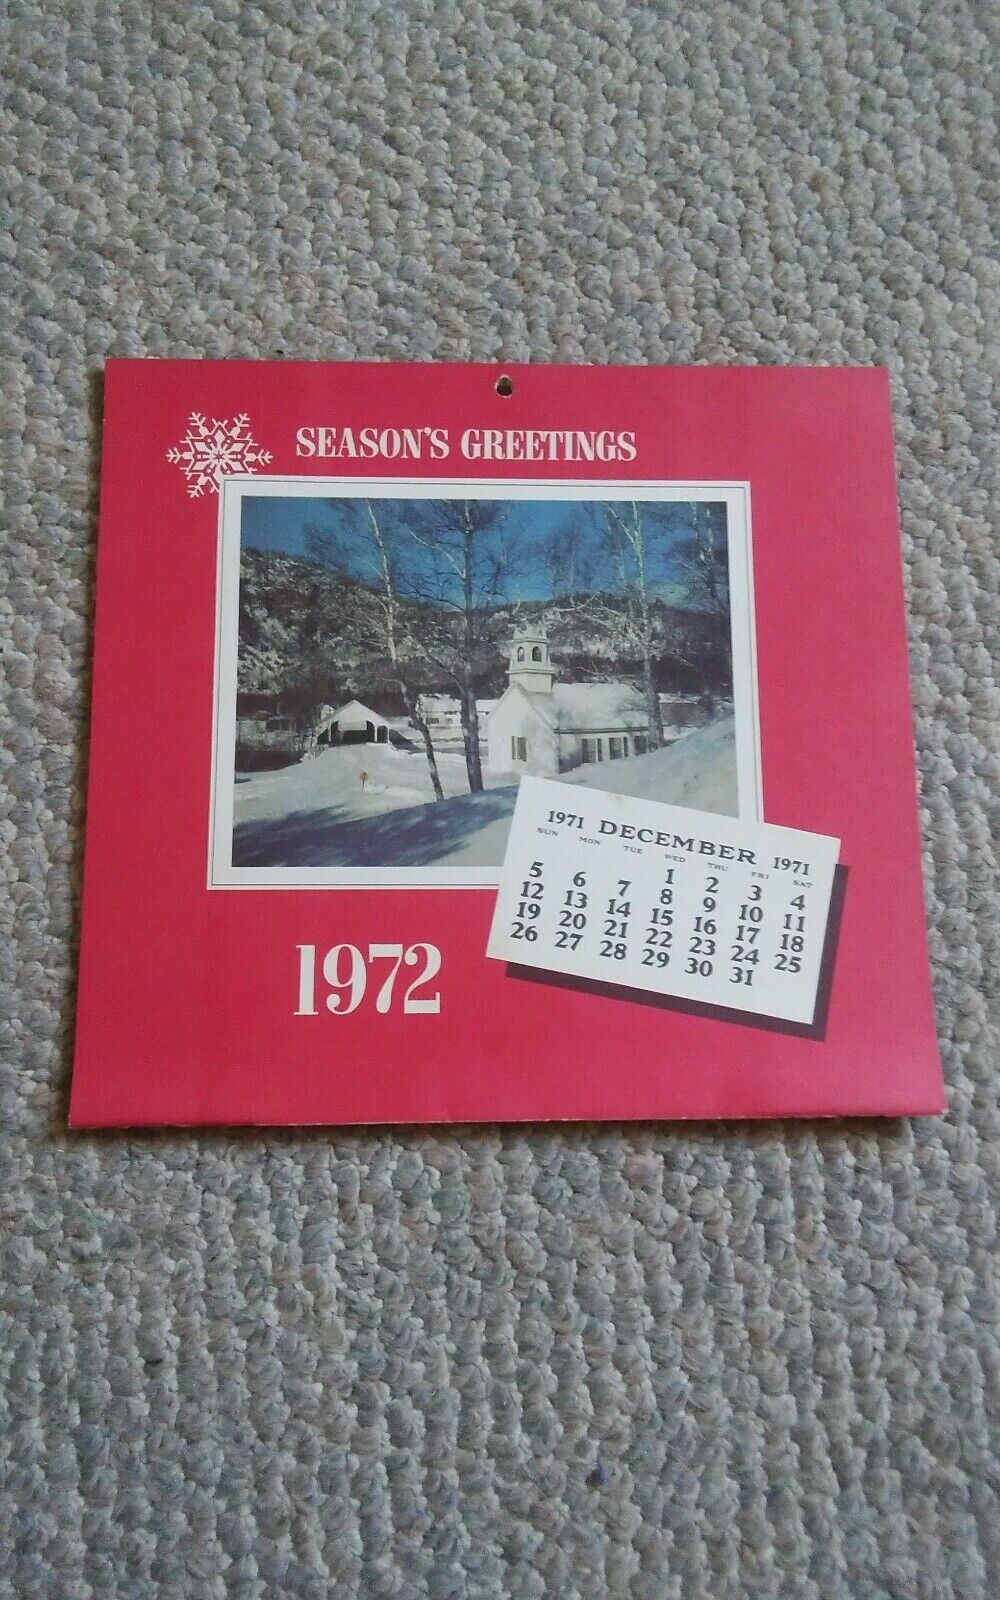 SEASON'S GREETINGS
1971 DECEMBER 1971
SUN MON TUE WED THU FRI SAT
1 2 3 4
5 6 7 8 9 10 11
12 13 14 15 16 17 18
19 20 21 22 23 24 25
26 27 28 29 30 31
1972